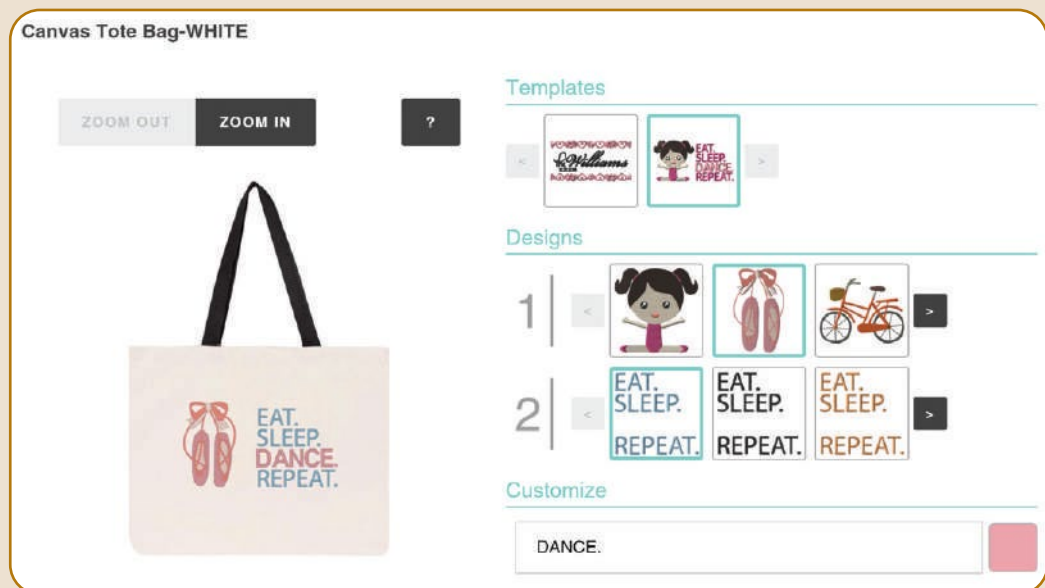 Canvas Tote Bag-WHITE
ZOOM OUT
ZOOM IN
?
EAT.
SLEEP.
DANCE.
REPEAT.
Templates
<
Williams
EAT.
SLEEP.
DANCE.
REPEAT.
>
Designs
1
<
>
2
<
EAT.
SLEEP.
REPEAT.
EAT.
SLEEP.
REPEAT.
EAT.
SLEEP.
REPEAT.
>
Customize
DANCE.